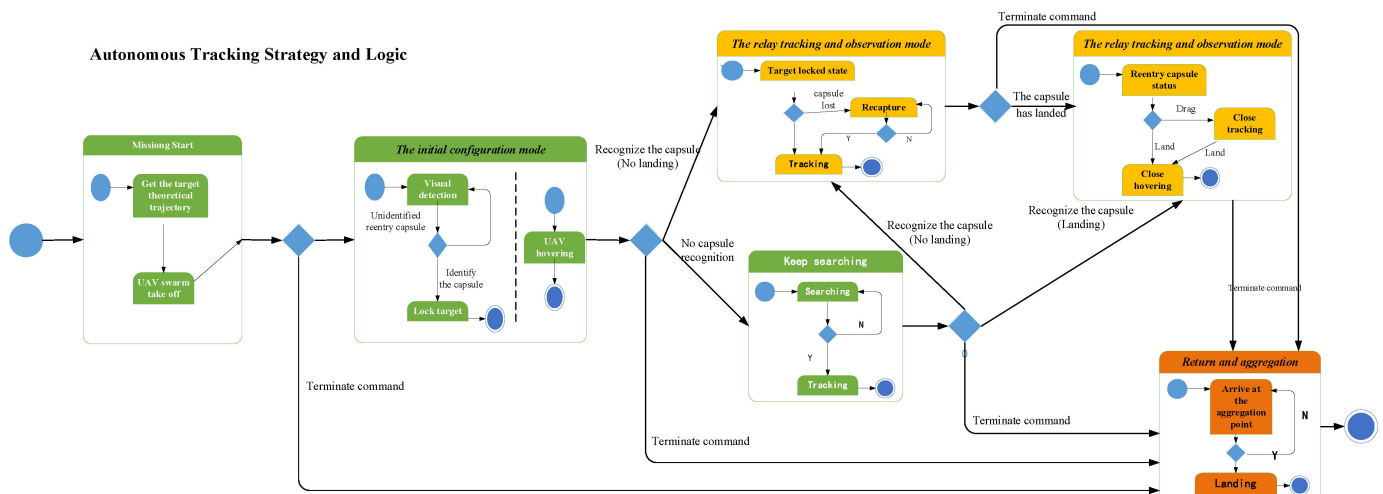 Autonomous Tracking Strategy and Logic
Missiong Start
Get the target
theoretical
trajectory
UAV swarm
take off
Terminate command
The initial configuration mode
Visual
detection
Unidentified
reentry capsule
Identify
the capsule
Lock target
UAV
hovering
Recognize the capsule
(No landing)
No capsule
recognition
Terminate command
The relay tracking and observation mode
Target locked state
capsule
lost
Recapture
Y
N
Tracking
Keep searching
Searching
N
Y
Tracking
Recognize the capsule
(No landing)
Recognize the capsule
(Landing)
Terminate command
Terminate command
The capsule
has landed
The relay tracking and observation mode
Reentry capsule
status
Drag
Close
tracking
Land
Land
Close
hovering
Terminate command
Return and aggregation
Arrive at
the
aggregation
point
N
Y
Landing